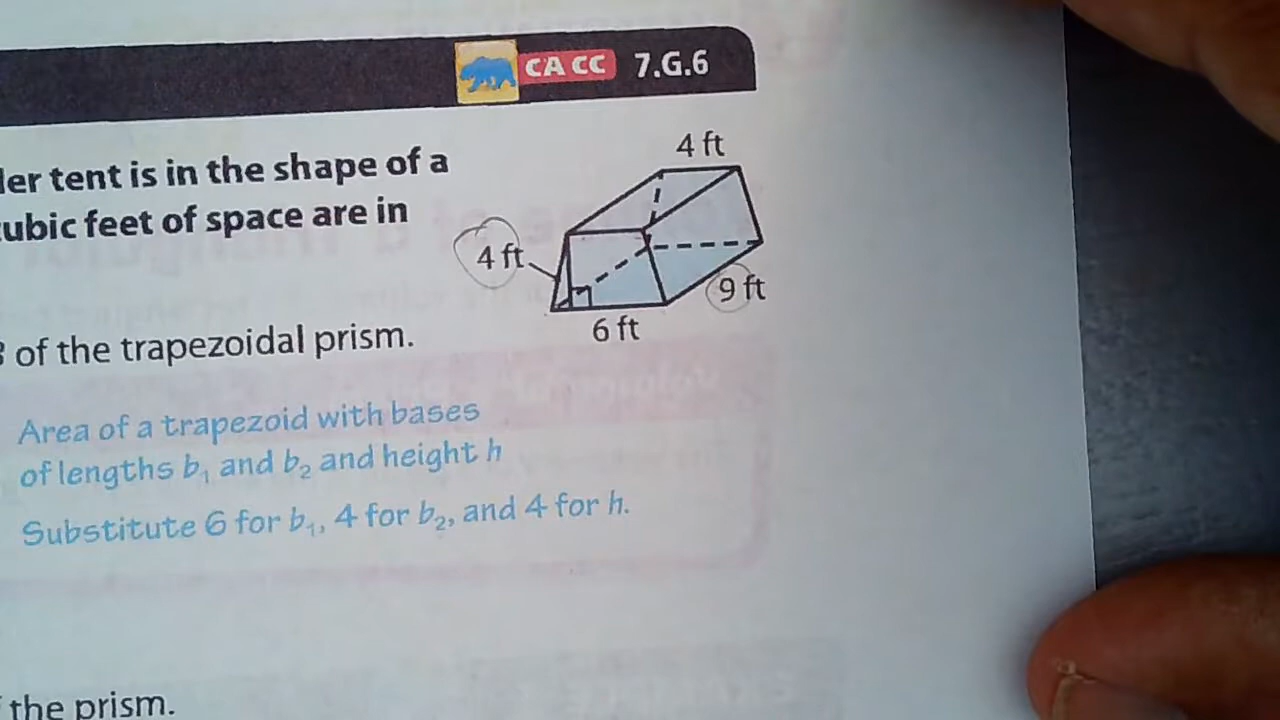 CA CC 7.G.6
tent is in the shape of a
feet of space are in
4 ft
4 ft
9 ft
6 ft
of the trapezoidal prism.
Area of a trapezoid with bases
of lengths b₁ and b₂ and height h
Substitute 6 for b₁, 4 for b₂, and 4 for h.
the prism.